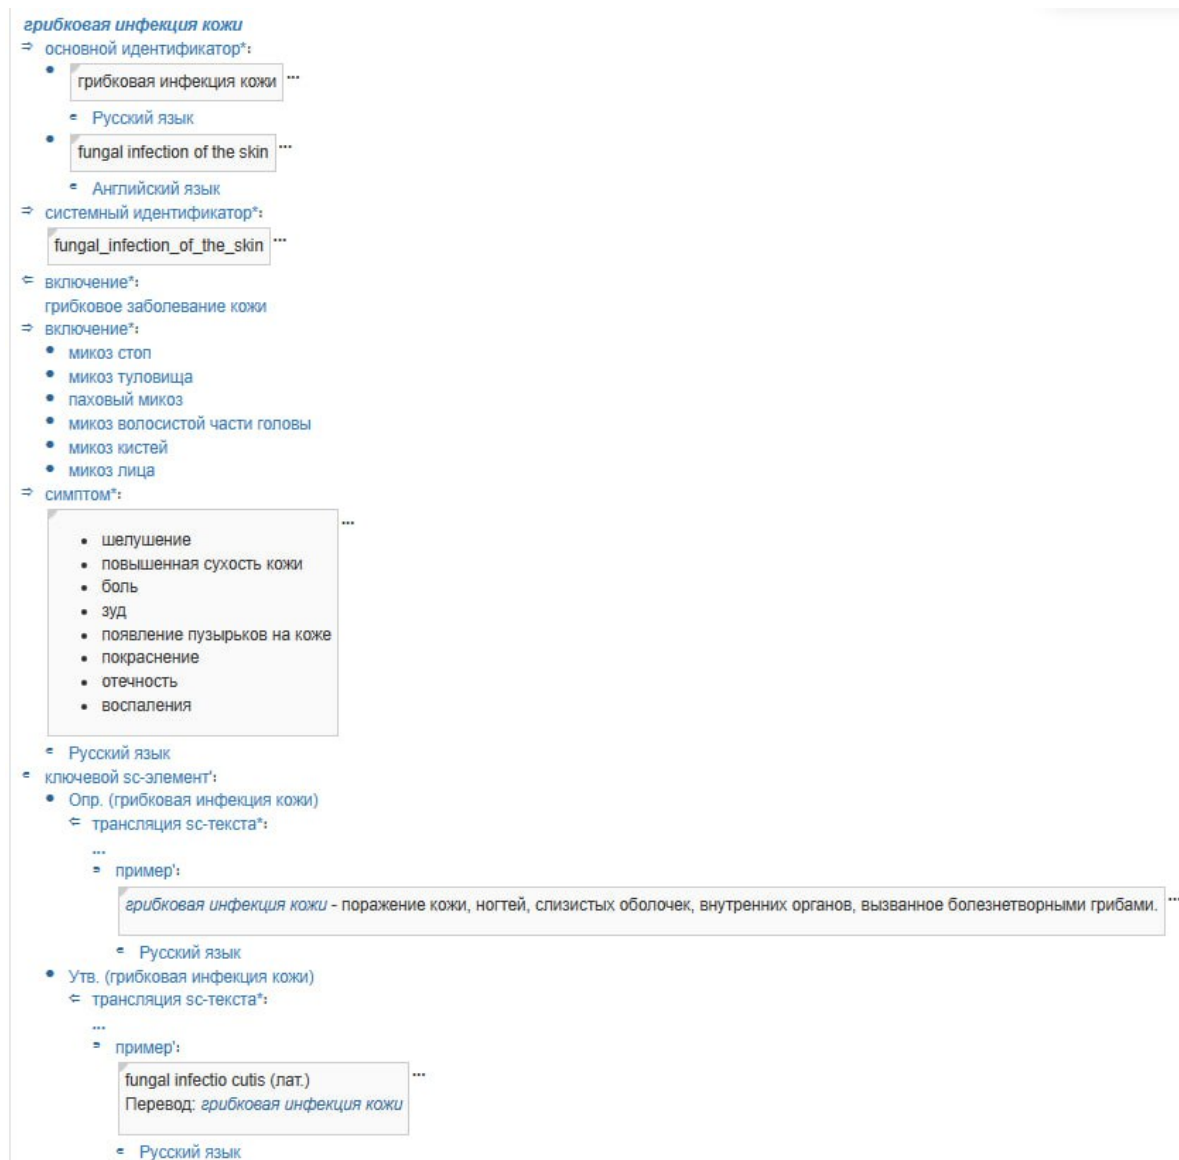 грибковая инфекция кожи
⇒ основной идентификатор*:
• грибковая инфекция кожи ...
∊ Русский язык
• fungal infection of the skin ...
∊ Английский язык
⇒ системный идентификатор*:
fungal_infection_of_the_skin ...
⇐ включение*:
грибковое заболевание кожи
⇒ включение*:
• микоз стоп
• микоз туловища
• паховый микоз
• микоз волосистой части головы
• микоз кистей
• микоз лица
⇒ симптом*:
...
• шелушение
• повышенная сухость кожи
• боль
• зуд
• появление пузырьков на коже
• покраснение
• отечность
• воспаления
∊ Русский язык
∊ ключевой sc-элемент':
• Опр. (грибковая инфекция кожи)
⇐ трансляция sc-текста*:
...
∍ пример':
грибковая инфекция кожи - поражение кожи, ногтей, слизистых оболочек, внутренних органов, вызванное болезнетворными грибами. ...
∊ Русский язык
• Утв. (грибковая инфекция кожи)
⇐ трансляция sc-текста*:
...
∍ пример':
fungal infectio cutis (лат.) ...
Перевод: грибковая инфекция кожи
∊ Русский язык